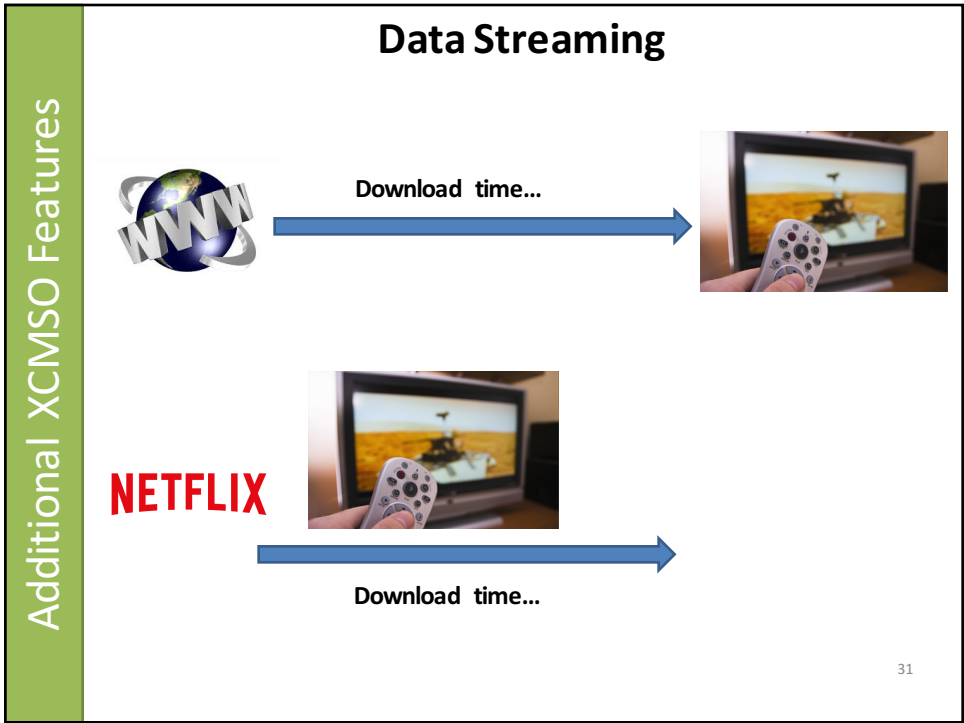 Data Streaming
Additional XCMSO Features
WWW
Download time...
NETFLIX
Download time...
31